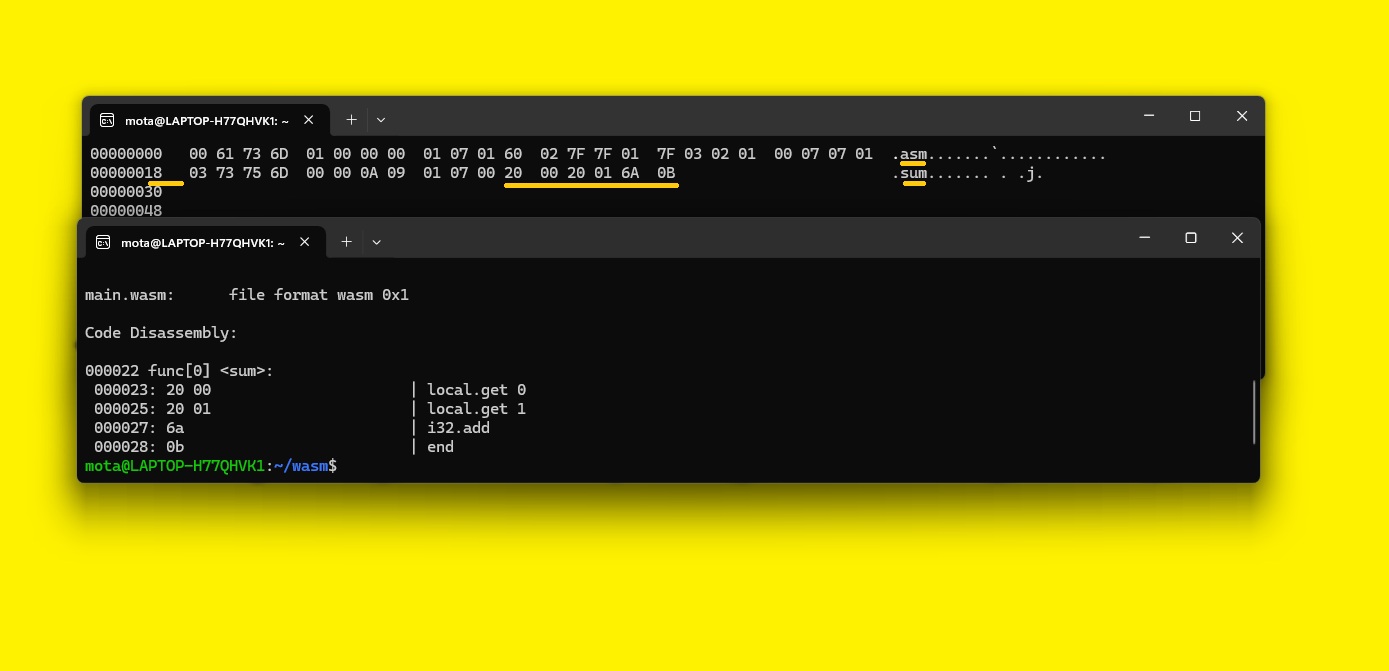 mota@LAPTOP-H77QHVK1: ~
00000000   00 61 73 6D  01 00 00 00  01 07 01 60  02 7F 7F 01  7F 03 02 01  00 07 07 01  .asm.......`............
00000018   03 73 75 6D  00 00 0A 09  01 07 00 20  00 20 01 6A  0B                        .sum....... . .j.
00000030
00000048
mota@LAPTOP-H77QHVK1: ~
main.wasm:      file format wasm 0x1
Code Disassembly:
000022 func[0] <sum>:
 000023: 20 00                      | local.get 0
 000025: 20 01                      | local.get 1
 000027: 6a                         | i32.add
 000028: 0b                         | end
mota@LAPTOP-H77QHVK1:~/wasm$